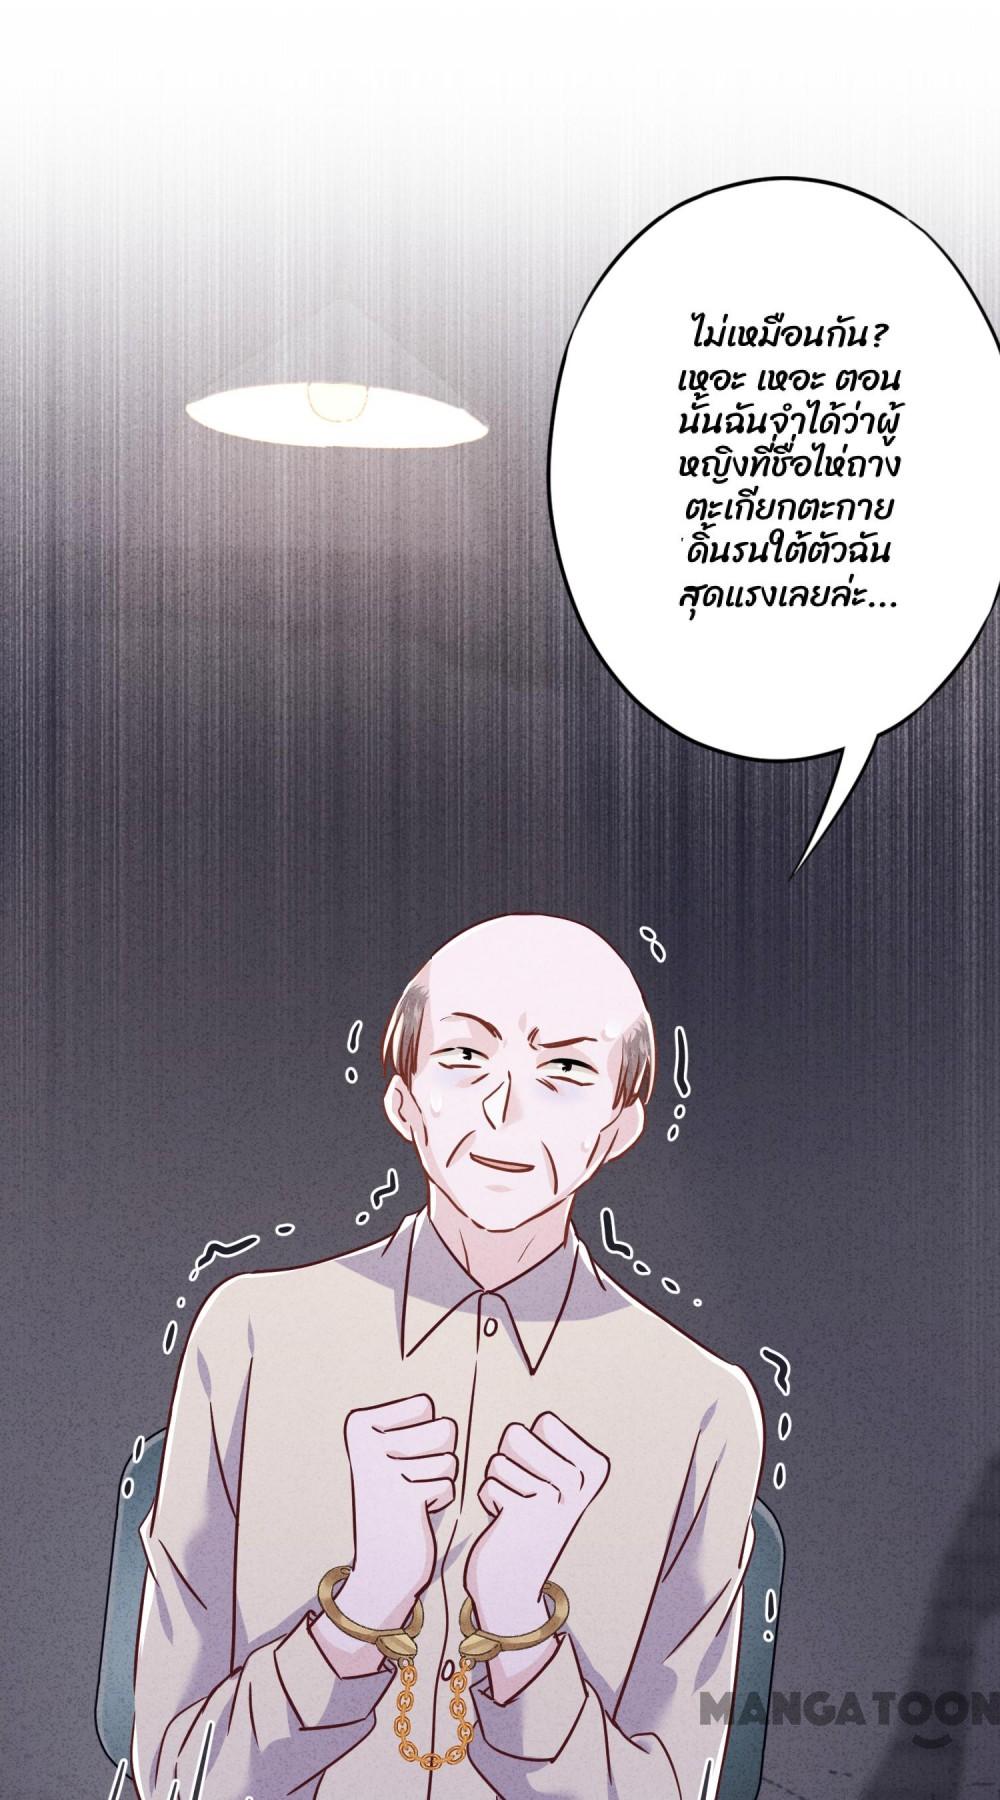 ไม่เหมือนกัน?
เหอะ เหอะ ตอน
นั้นฉันจำได้ว่าผู้
หญิงที่ชื่อไห่ถาง
ตะเกียกตะกาย
ดิ้นรนใต้ตัวฉัน
สุดแรงเลยล่ะ...
MANGATOON